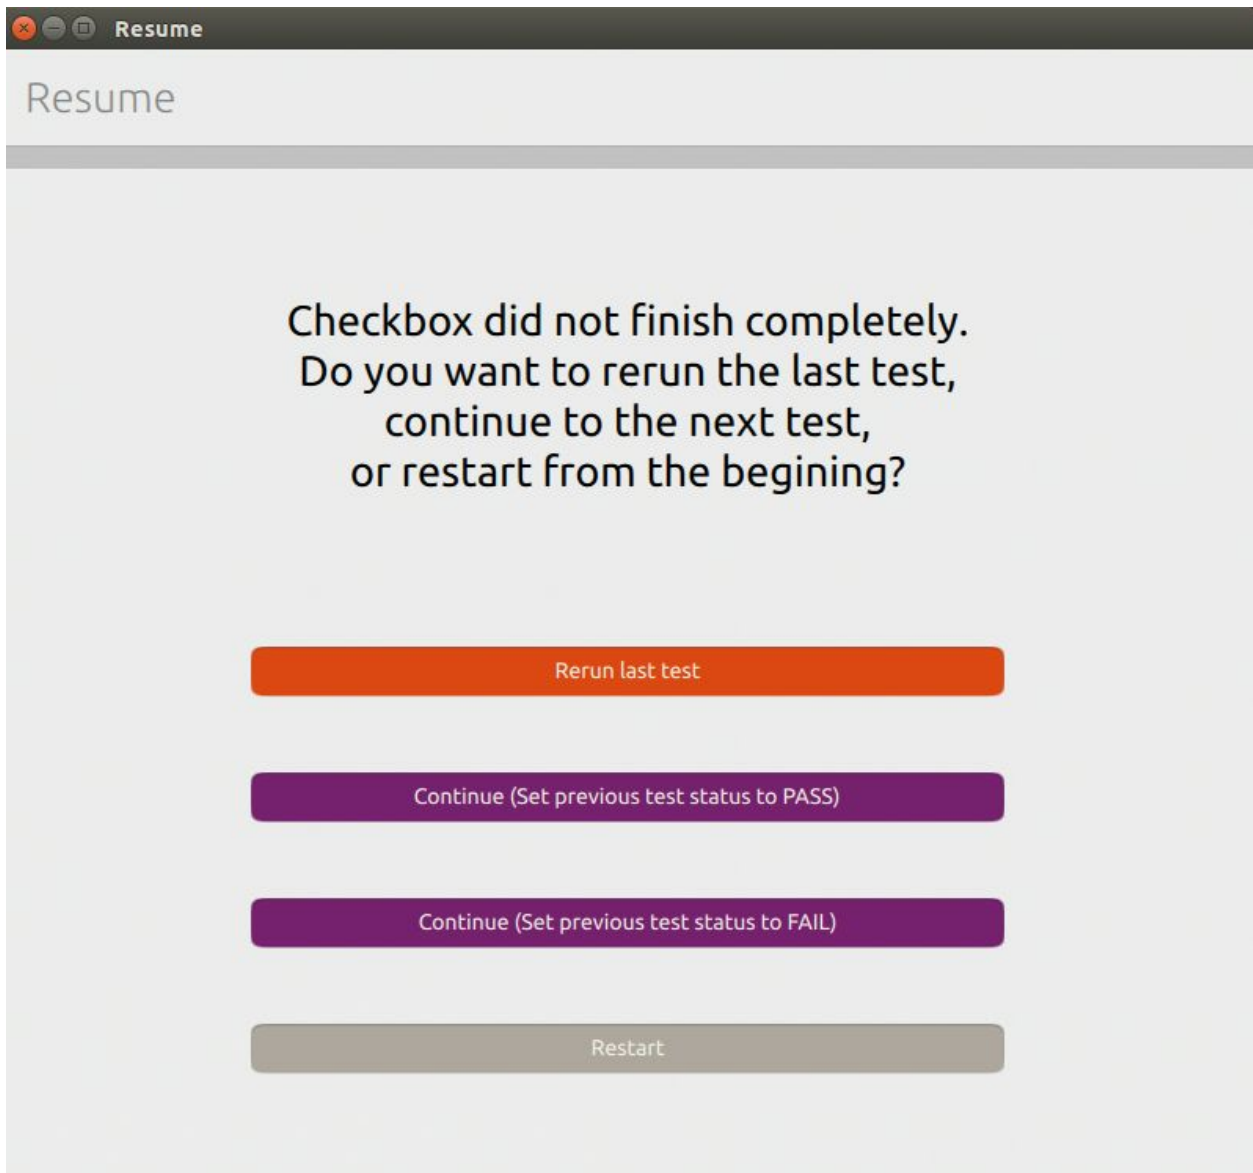 Resume
Resume
Checkbox did not finish completely.
Do you want to rerun the last test,
continue to the next test,
or restart from the begining?
Rerun last test
Continue (Set previous test status to PASS)
Continue (Set previous test status to FAIL)
Restart